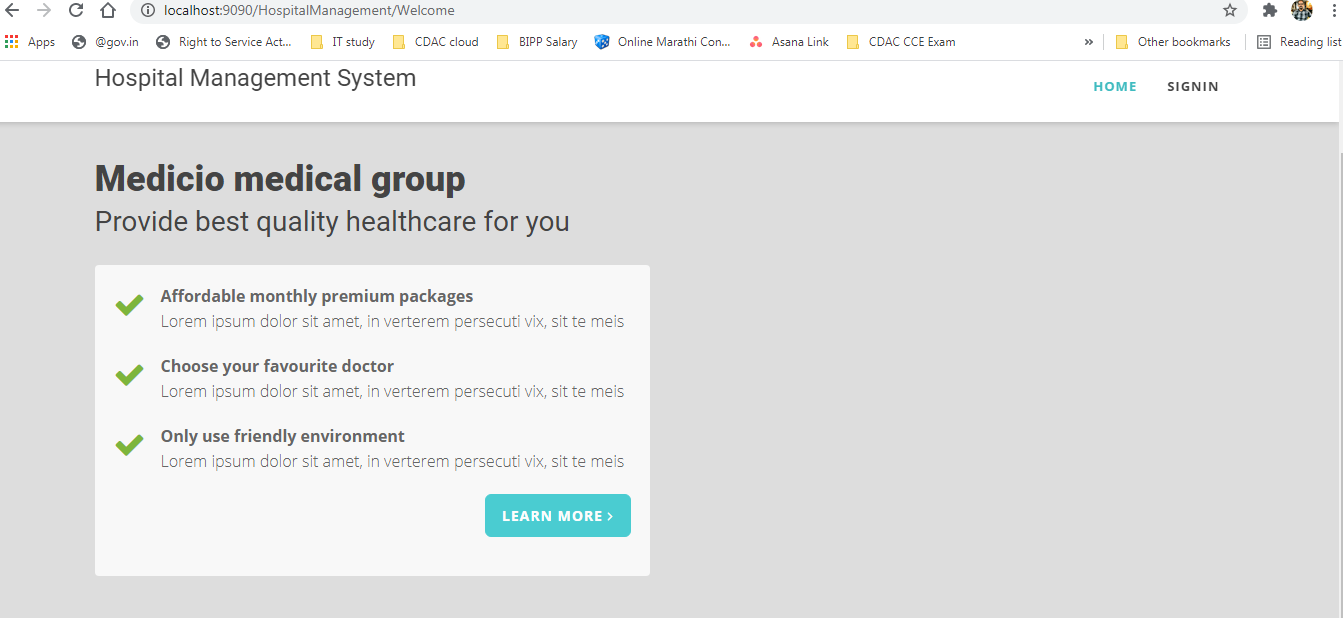 localhost:9090/HospitalManagement/Welcome
Apps @gov.in Right to Service Act... IT study CDAC cloud BIPP Salary Online Marathi Con... Asana Link CDAC CCE Exam » Other bookmarks Reading list
Hospital Management System
HOME SIGNIN
Medicio medical group
Provide best quality healthcare for you
Affordable monthly premium packages
Lorem ipsum dolor sit amet, in verterem persecuti vix, sit te meis
Choose your favourite doctor
Lorem ipsum dolor sit amet, in verterem persecuti vix, sit te meis
Only use friendly environment
Lorem ipsum dolor sit amet, in verterem persecuti vix, sit te meis
LEARN MORE ›